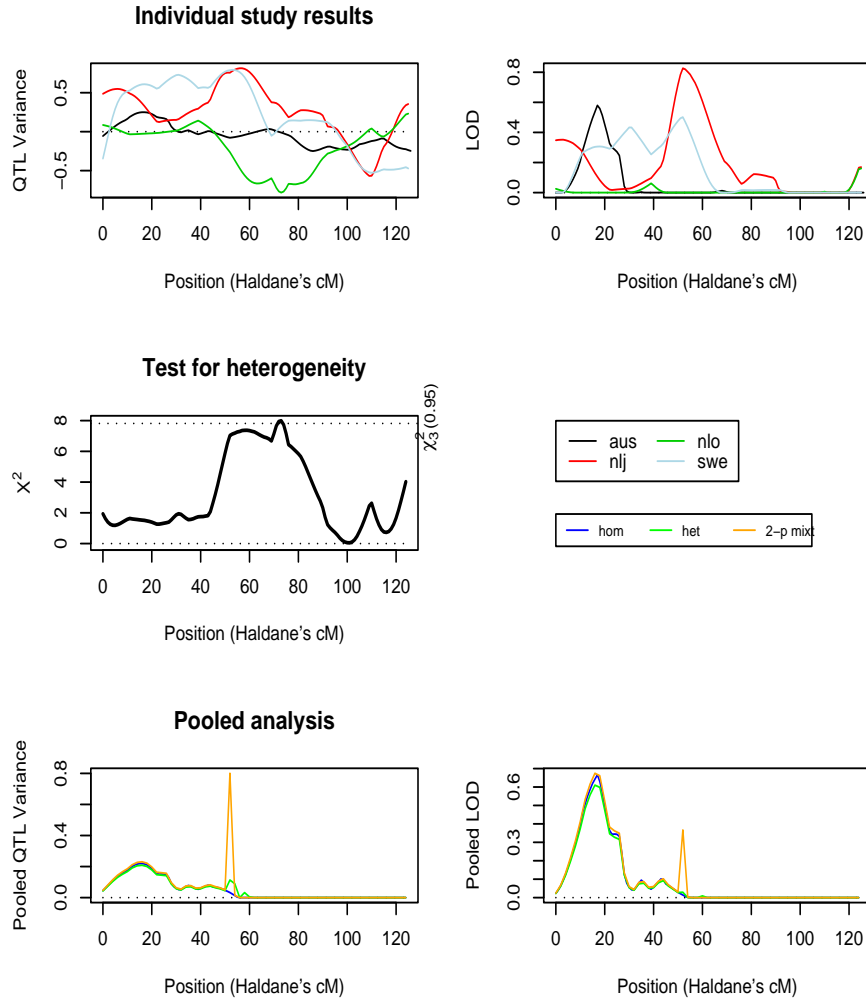 Individual study results
QTL Variance
0.5
−0.5
0 20 40 60 80 100 120
Position (Haldane's cM)
LOD
0.8
0.4
0.0
0 20 40 60 80 100 120
Position (Haldane's cM)
Test for heterogeneity
X²
8
6
4
2
0
χ²₃(0.95)
0 20 40 60 80 100 120
Position (Haldane's cM)
aus nlo
nlj swe
hom het 2−p mixt
Pooled analysis
Pooled QTL Variance
0.8
0.4
0.0
0 20 40 60 80 100 120
Position (Haldane's cM)
Pooled LOD
0.6
0.3
0.0
0 20 40 60 80 100 120
Position (Haldane's cM)